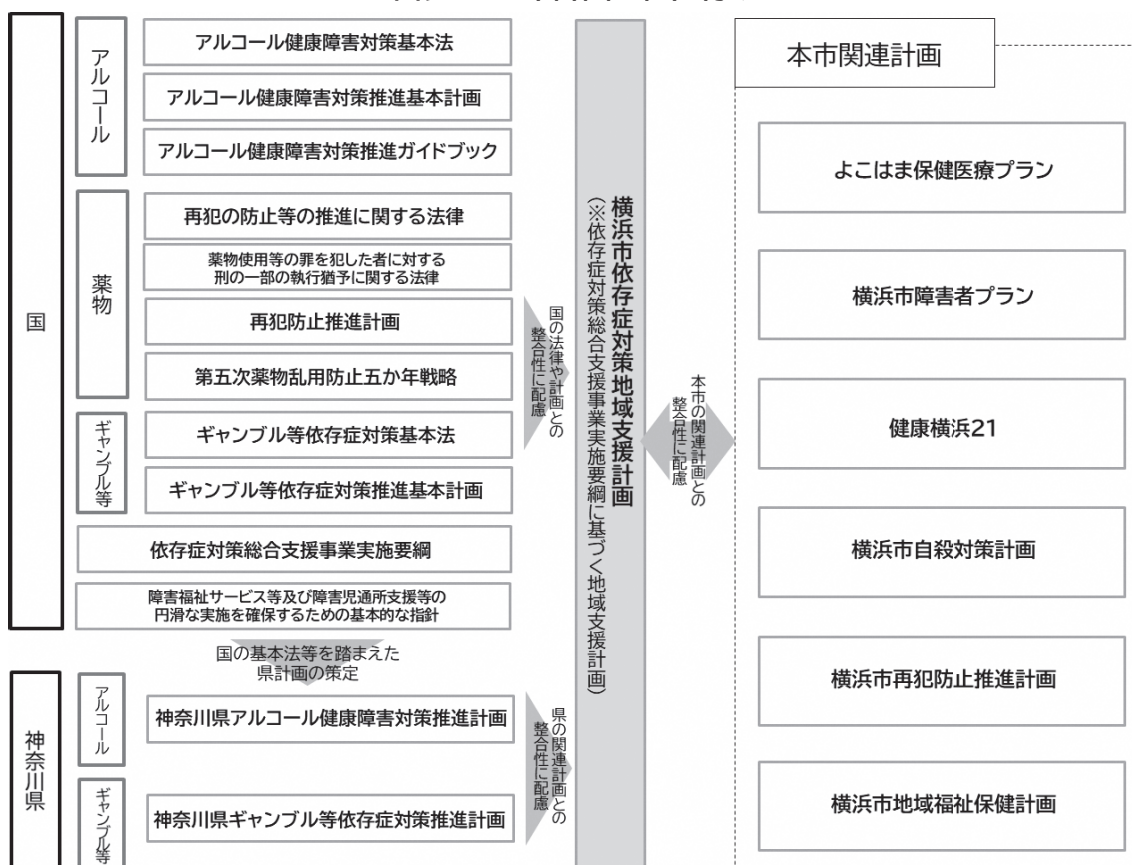 国
アルコール
アルコール健康障害対策基本法
アルコール健康障害対策推進基本計画
アルコール健康障害対策推進ガイドブック
薬物
再犯の防止等の推進に関する法律
薬物使用等の罪を犯した者に対する
刑の一部の執行猶予に関する法律
再犯防止推進計画
第五次薬物乱用防止五か年戦略
ギャンブル等
ギャンブル等依存症対策基本法
ギャンブル等依存症対策推進基本計画
依存症対策総合支援事業実施要綱
障害福祉サービス等及び障害児通所支援等の
円滑な実施を確保するための基本的な指針
国の法律や計画との
整合性に配慮
国の基本法等を踏まえた
県計画の策定
神奈川県
アルコール
神奈川県アルコール健康障害対策推進計画
ギャンブル等
神奈川県ギャンブル等依存症対策推進計画
県の関連計画との
整合性に配慮
横浜市依存症対策地域支援計画
（※依存症対策総合支援事業実施要綱に基づく地域支援計画）
本市の関連計画との
整合性に配慮
本市関連計画
よこはま保健医療プラン
横浜市障害者プラン
健康横浜21
横浜市自殺対策計画
横浜市再犯防止推進計画
横浜市地域福祉保健計画